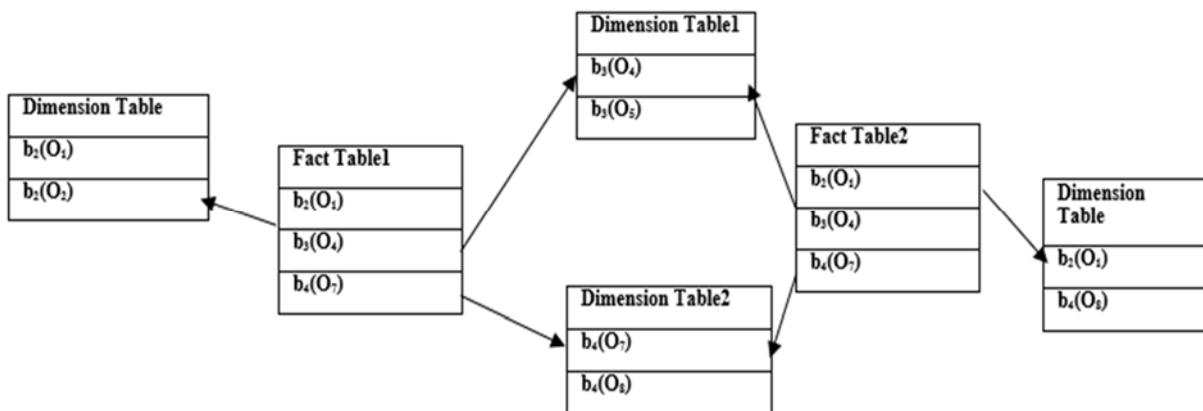 Dimension Table
b₂(O₁)
b₂(O₂)
Fact Table1
b₂(O₁)
b₃(O₄)
b₄(O₇)
Dimension Table1
b₃(O₄)
b₃(O₅)
Dimension Table2
b₄(O₇)
b₄(O₈)
Fact Table2
b₂(O₁)
b₃(O₄)
b₄(O₇)
Dimension
Table
b₂(O₁)
b₄(O₈)